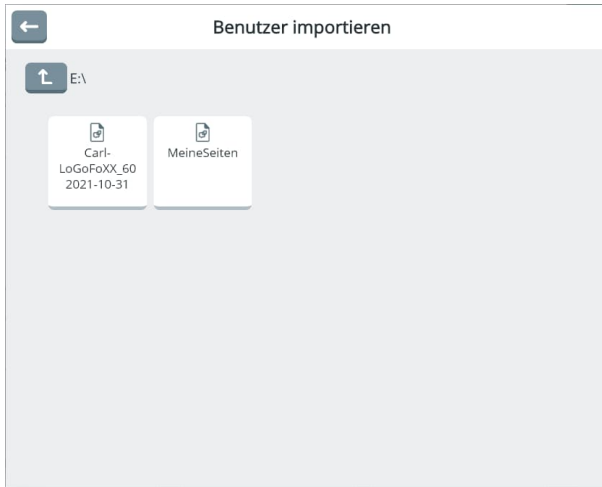 Benutzer importieren
E:\
Carl-
LoGoFoXX_60
2021-10-31
MeineSeiten